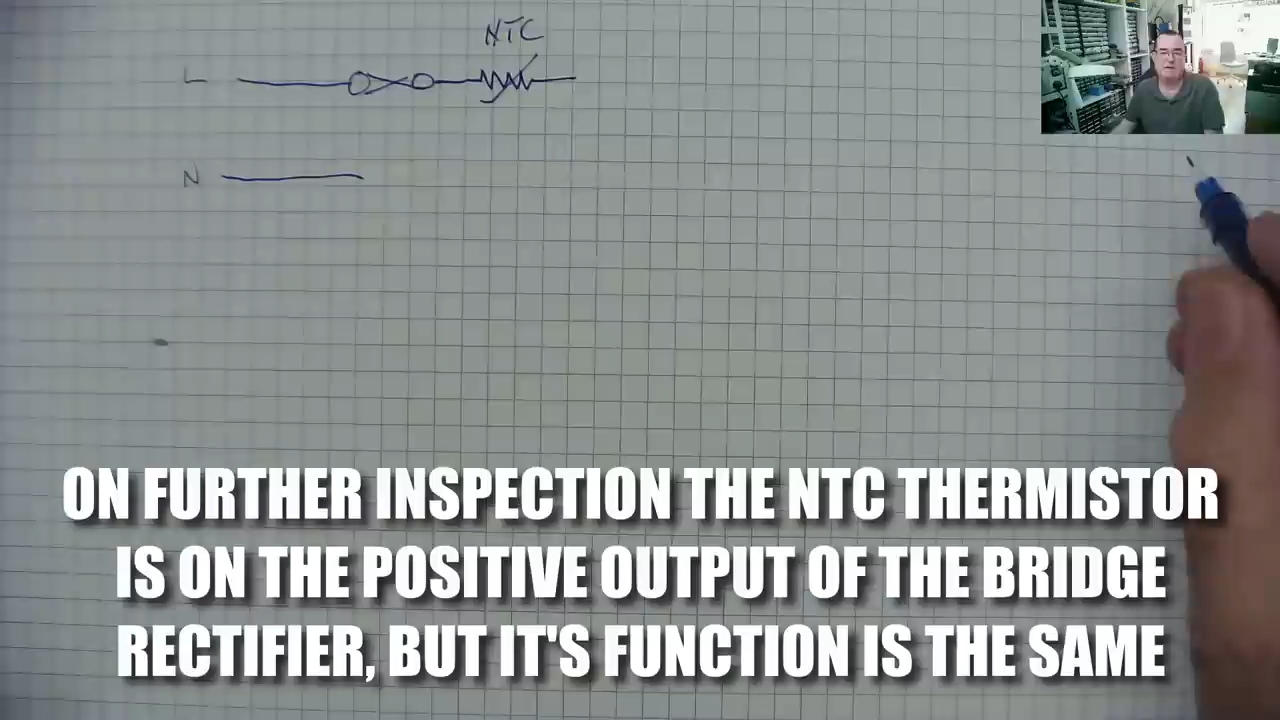 NTC
L
N
ON FURTHER INSPECTION THE NTC THERMISTOR
IS ON THE POSITIVE OUTPUT OF THE BRIDGE
RECTIFIER, BUT IT'S FUNCTION IS THE SAME